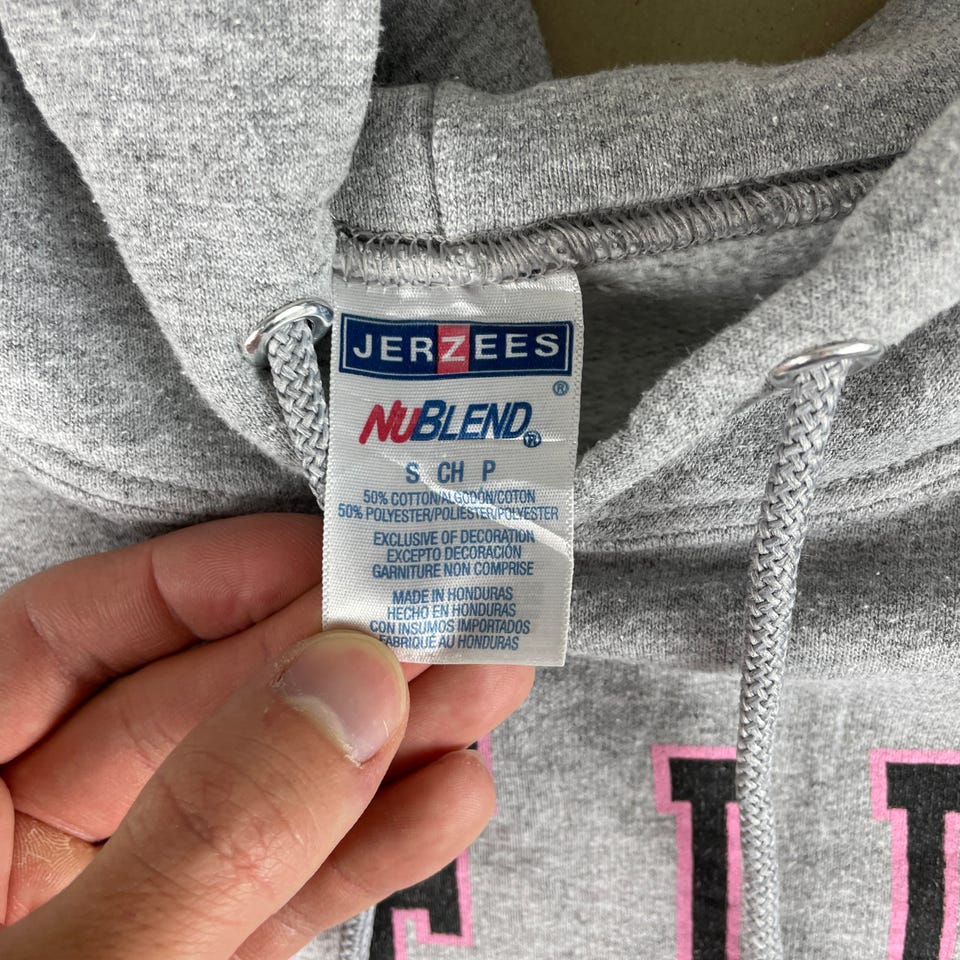 JERZEES
®
NUBLEND®
S CH P
50% COTTON/ALGODÓN/COTON
50% POLYESTER/POLIÉSTER/POLYESTER
EXCLUSIVE OF DECORATION
EXCEPTO DECORACIÓN
GARNITURE NON COMPRISE
MADE IN HONDURAS
HECHO EN HONDURAS
CON INSUMOS IMPORTADOS
FABRIQUÉ AU HONDURAS